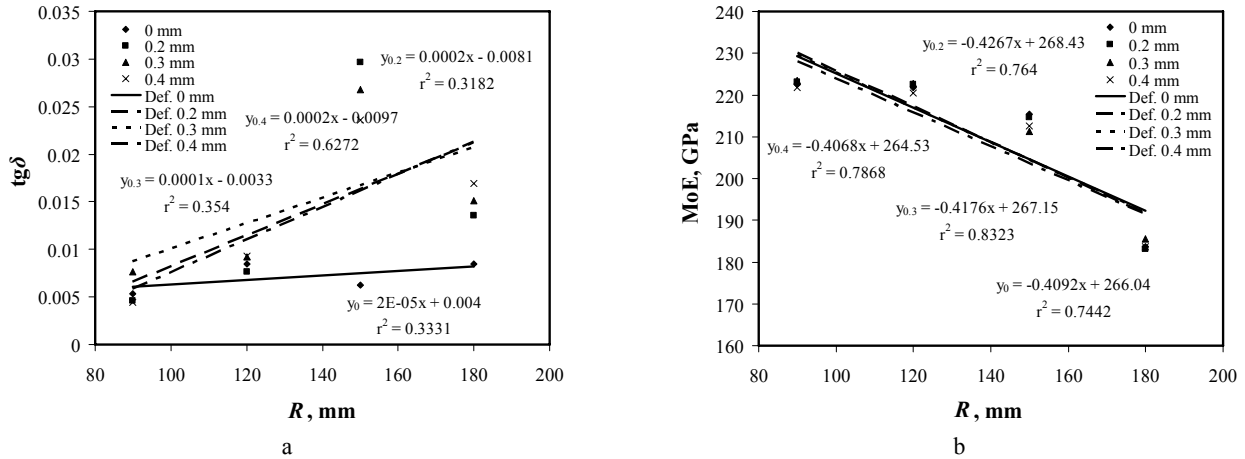 0.035
0.03
0.025
0.02
0.015
0.01
0.005
0
tgδ
0 mm
0.2 mm
0.3 mm
0.4 mm
Def. 0 mm
Def. 0.2 mm
Def. 0.3 mm
Def. 0.4 mm
y0.2 = 0.0002x - 0.0081
r² = 0.3182
y0.4 = 0.0002x - 0.0097
r² = 0.6272
y0.3 = 0.0001x - 0.0033
r² = 0.354
y0 = 2E-05x + 0.004
r² = 0.3331
80 100 120 140 160 180 200
R, mm
a
240
230
220
210
200
190
180
170
160
MoE, GPa
0 mm
0.2 mm
0.3 mm
0.4 mm
Def. 0 mm
Def. 0.2 mm
Def. 0.3 mm
Def. 0.4 mm
y0.2 = -0.4267x + 268.43
r² = 0.764
y0.4 = -0.4068x + 264.53
r² = 0.7868
y0.3 = -0.4176x + 267.15
r² = 0.8323
y0 = -0.4092x + 266.04
r² = 0.7442
80 100 120 140 160 180 200
R, mm
b